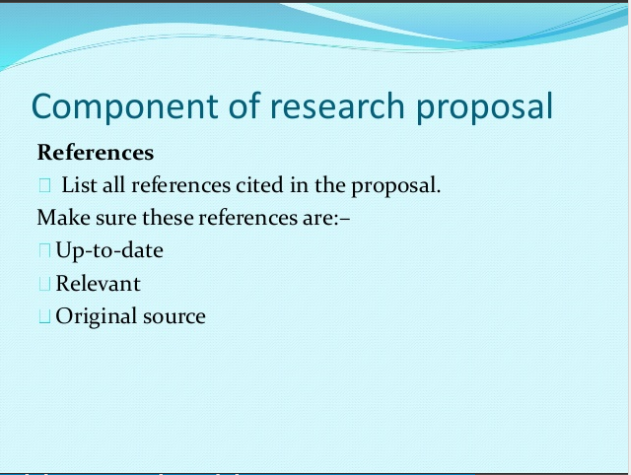 Component of research proposal
References
List all references cited in the proposal.
Make sure these references are:–
Up-to-date
Relevant
Original source